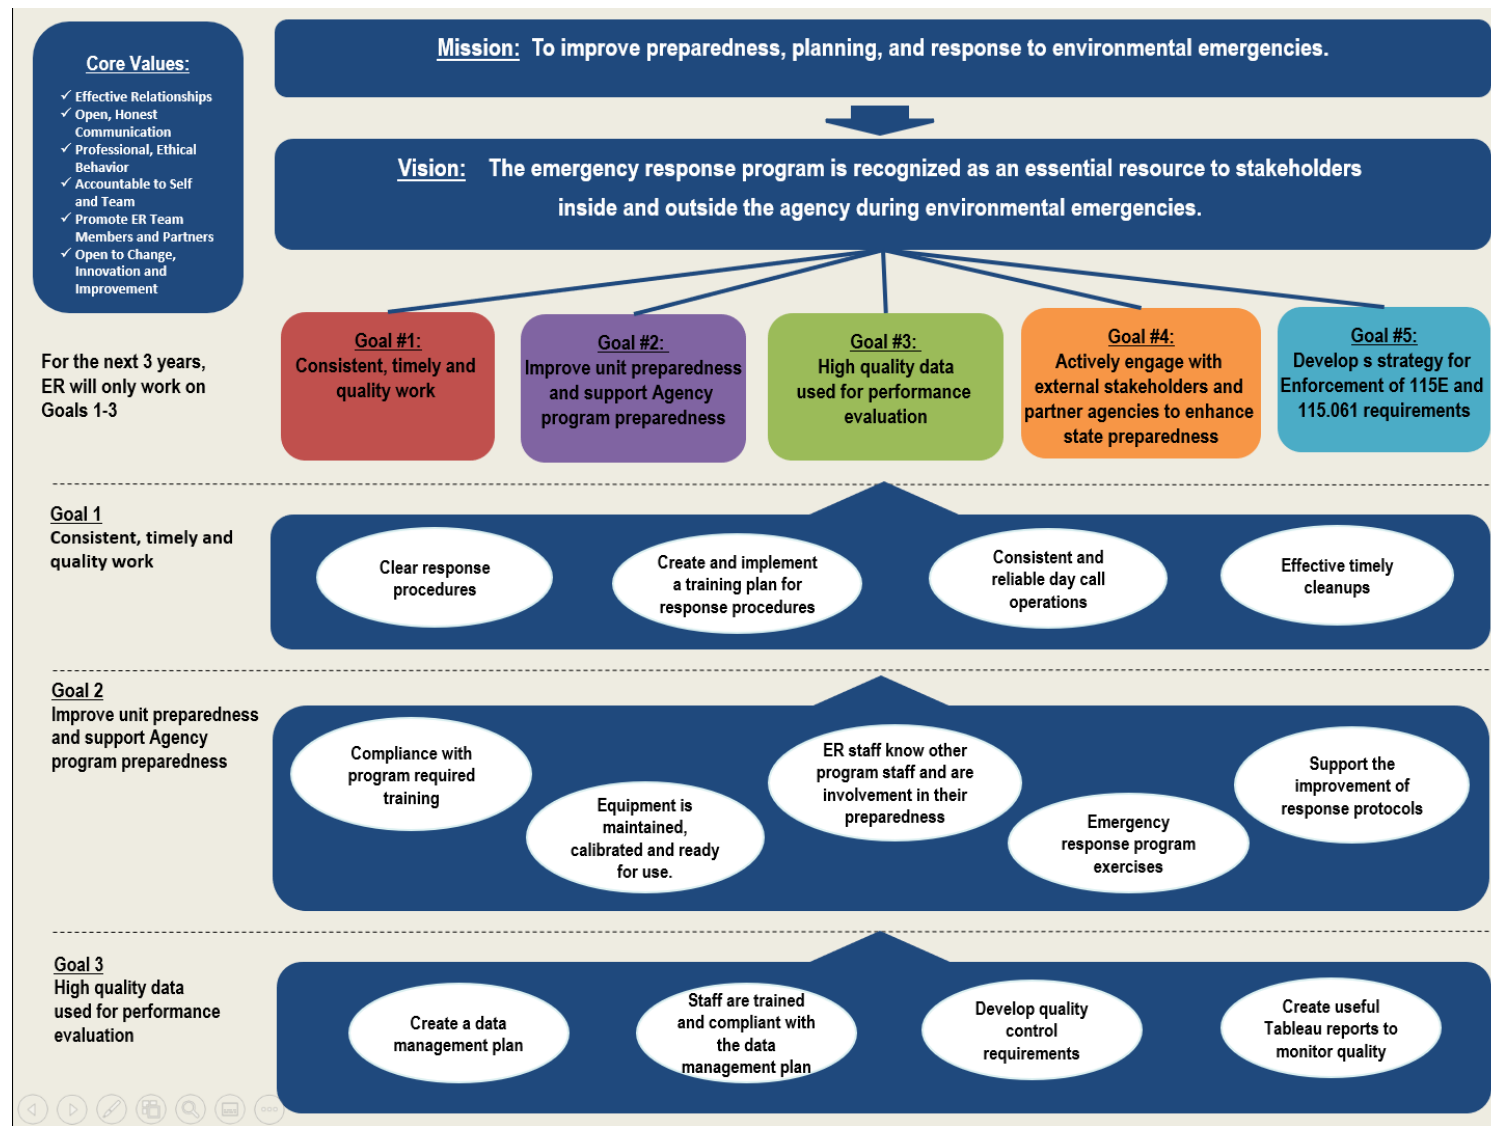 Core Values:
✓ Effective Relationships
✓ Open, Honest
Communication
✓ Professional, Ethical
Behavior
✓ Accountable to Self
and Team
✓ Promote ER Team
Members and Partners
✓ Open to Change,
Innovation and
Improvement
Mission: To improve preparedness, planning, and response to environmental emergencies.
Vision: The emergency response program is recognized as an essential resource to stakeholders
inside and outside the agency during environmental emergencies.
For the next 3 years,
ER will only work on
Goals 1-3
Goal #1:
Consistent, timely and
quality work
Goal #2:
Improve unit preparedness
and support Agency
program preparedness
Goal #3:
High quality data
used for performance
evaluation
Goal #4:
Actively engage with
external stakeholders and
partner agencies to enhance
state preparedness
Goal #5:
Develop s strategy for
Enforcement of 115E and
115.061 requirements
Goal 1
Consistent, timely and
quality work
Clear response
procedures
Create and implement
a training plan for
response procedures
Consistent and
reliable day call
operations
Effective timely
cleanups
Goal 2
Improve unit preparedness
and support Agency
program preparedness
Compliance with
program required
training
Equipment is
maintained,
calibrated and ready
for use.
ER staff know other
program staff and are
involvement in their
preparedness
Emergency
response program
exercises
Support the
improvement of
response protocols
Goal 3
High quality data
used for performance
evaluation
Create a data
management plan
Staff are trained
and compliant with
the data
management plan
Develop quality
control
requirements
Create useful
Tableau reports to
monitor quality